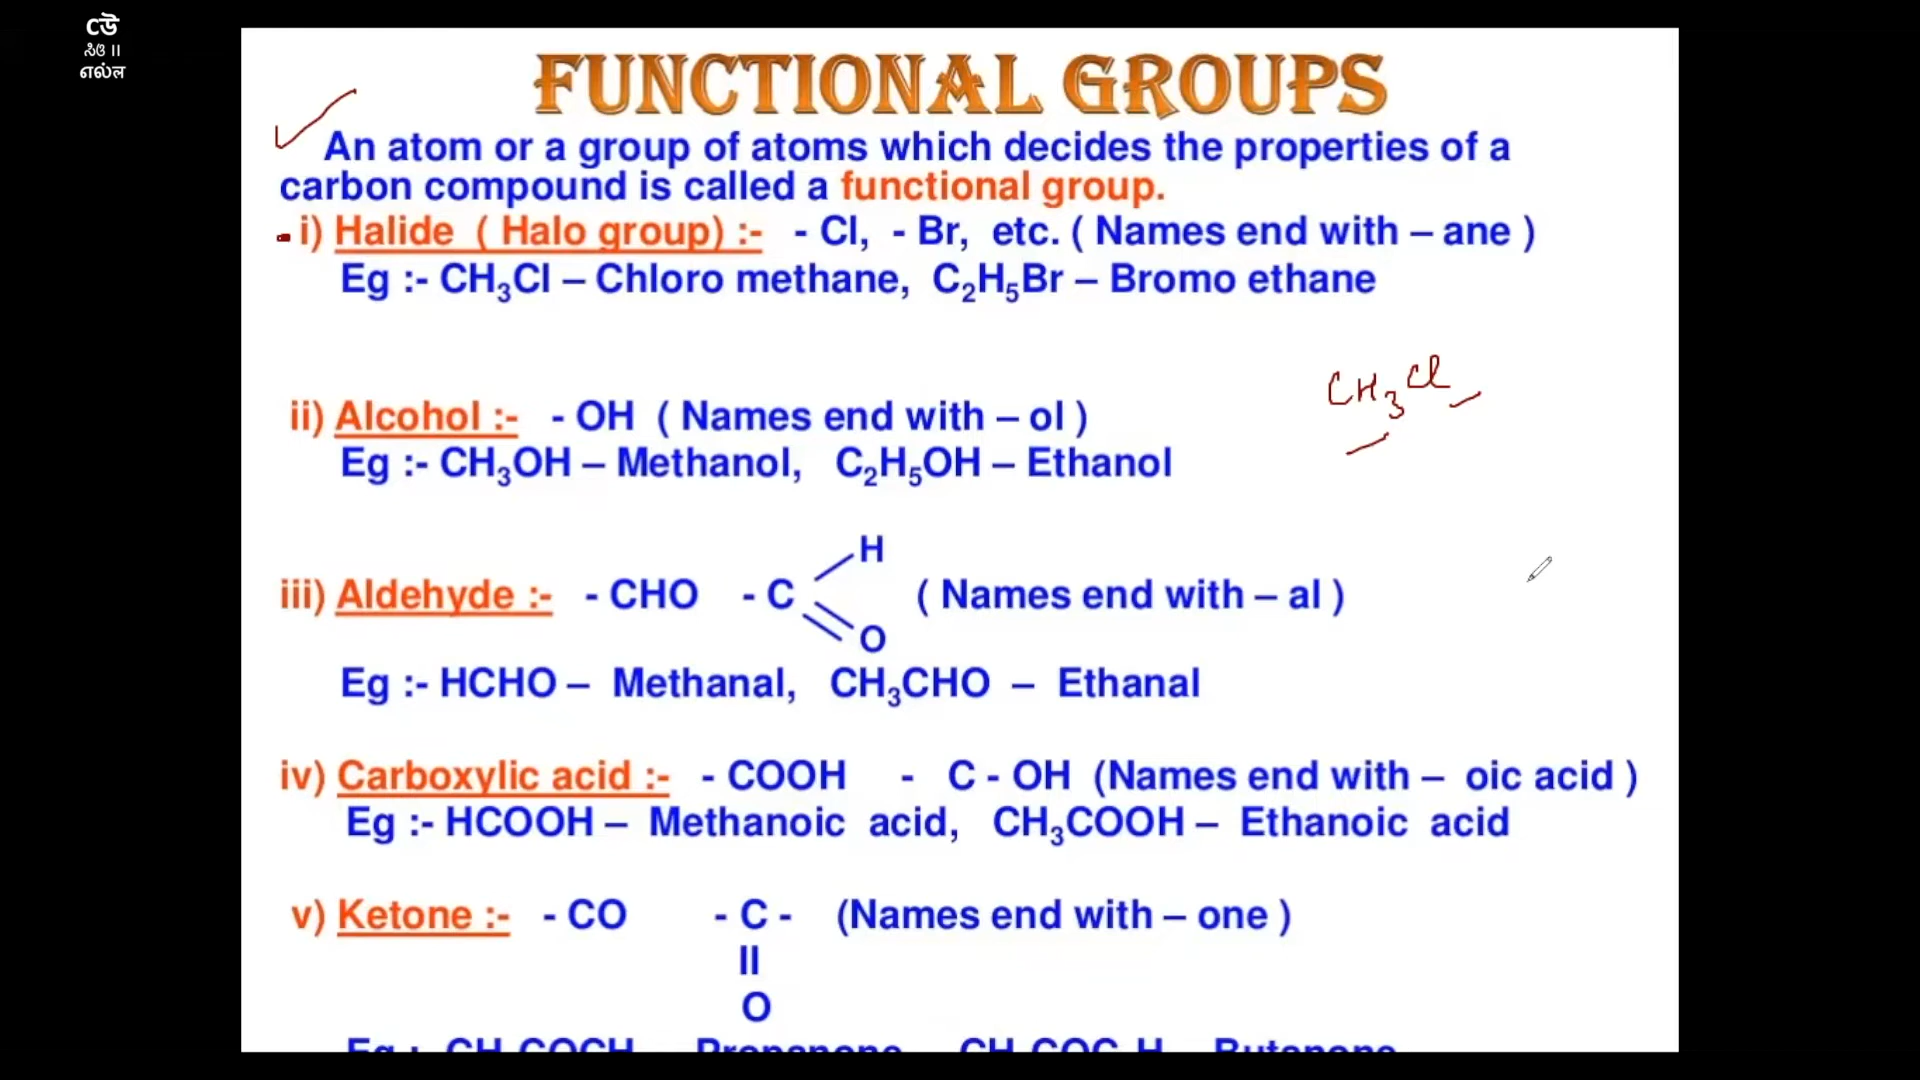 Cউ
ಸಿಓ ॥
எல்ல
FUNCTIONAL GROUPS
An atom or a group of atoms which decides the properties of a
carbon compound is called a functional group.
i) Halide ( Halo group) :- - Cl, - Br, etc. ( Names end with – ane )
Eg :- CH₃Cl – Chloro methane, C₂H₅Br – Bromo ethane
CH₃Cl
ii) Alcohol :- - OH ( Names end with – ol )
Eg :- CH₃OH – Methanol, C₂H₅OH – Ethanol
H
iii) Aldehyde :- - CHO - C ( Names end with – al )
O
Eg :- HCHO – Methanal, CH₃CHO – Ethanal
iv) Carboxylic acid :- - COOH - C - OH (Names end with – oic acid )
Eg :- HCOOH – Methanoic acid, CH₃COOH – Ethanoic acid
v) Ketone :- - CO - C - (Names end with – one )
O
Propanone Butanone